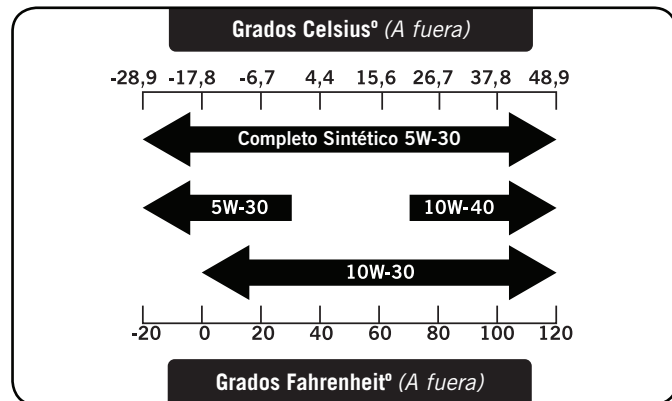 Grados Celsiusº (A fuera)
-28,9 -17,8 -6,7 4,4 15,6 26,7 37,8 48,9
Completo Sintético 5W-30
5W-30 10W-40
10W-30
-20 0 20 40 60 80 100 120
Grados Fahrenheitº (A fuera)